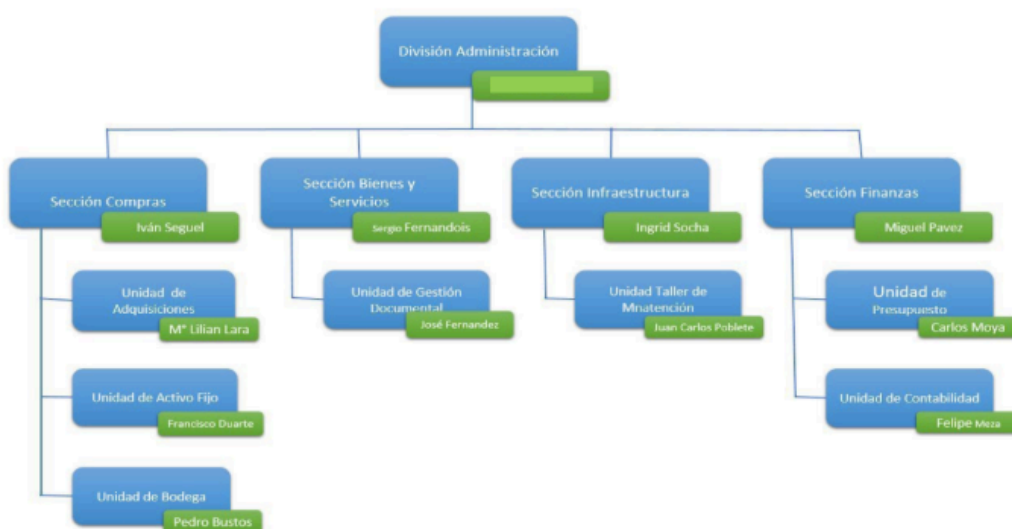 División Administración
Sección Compras
Iván Seguel
Sección Bienes y
Servicios
Sergio Fernandois
Sección Infraestructura
Ingrid Socha
Sección Finanzas
Miguel Pavez
Unidad de
Adquisiciones
Mª Lilian Lara
Unidad de Gestión
Documental
José Fernandez
Unidad Taller de
Mnatención
Juan Carlos Poblete
Unidad de
Presupuesto
Carlos Moya
Unidad de Activo Fijo
Francisco Duarte
Unidad de Contabilidad
Felipe Meza
Unidad de Bodega
Pedro Bustos